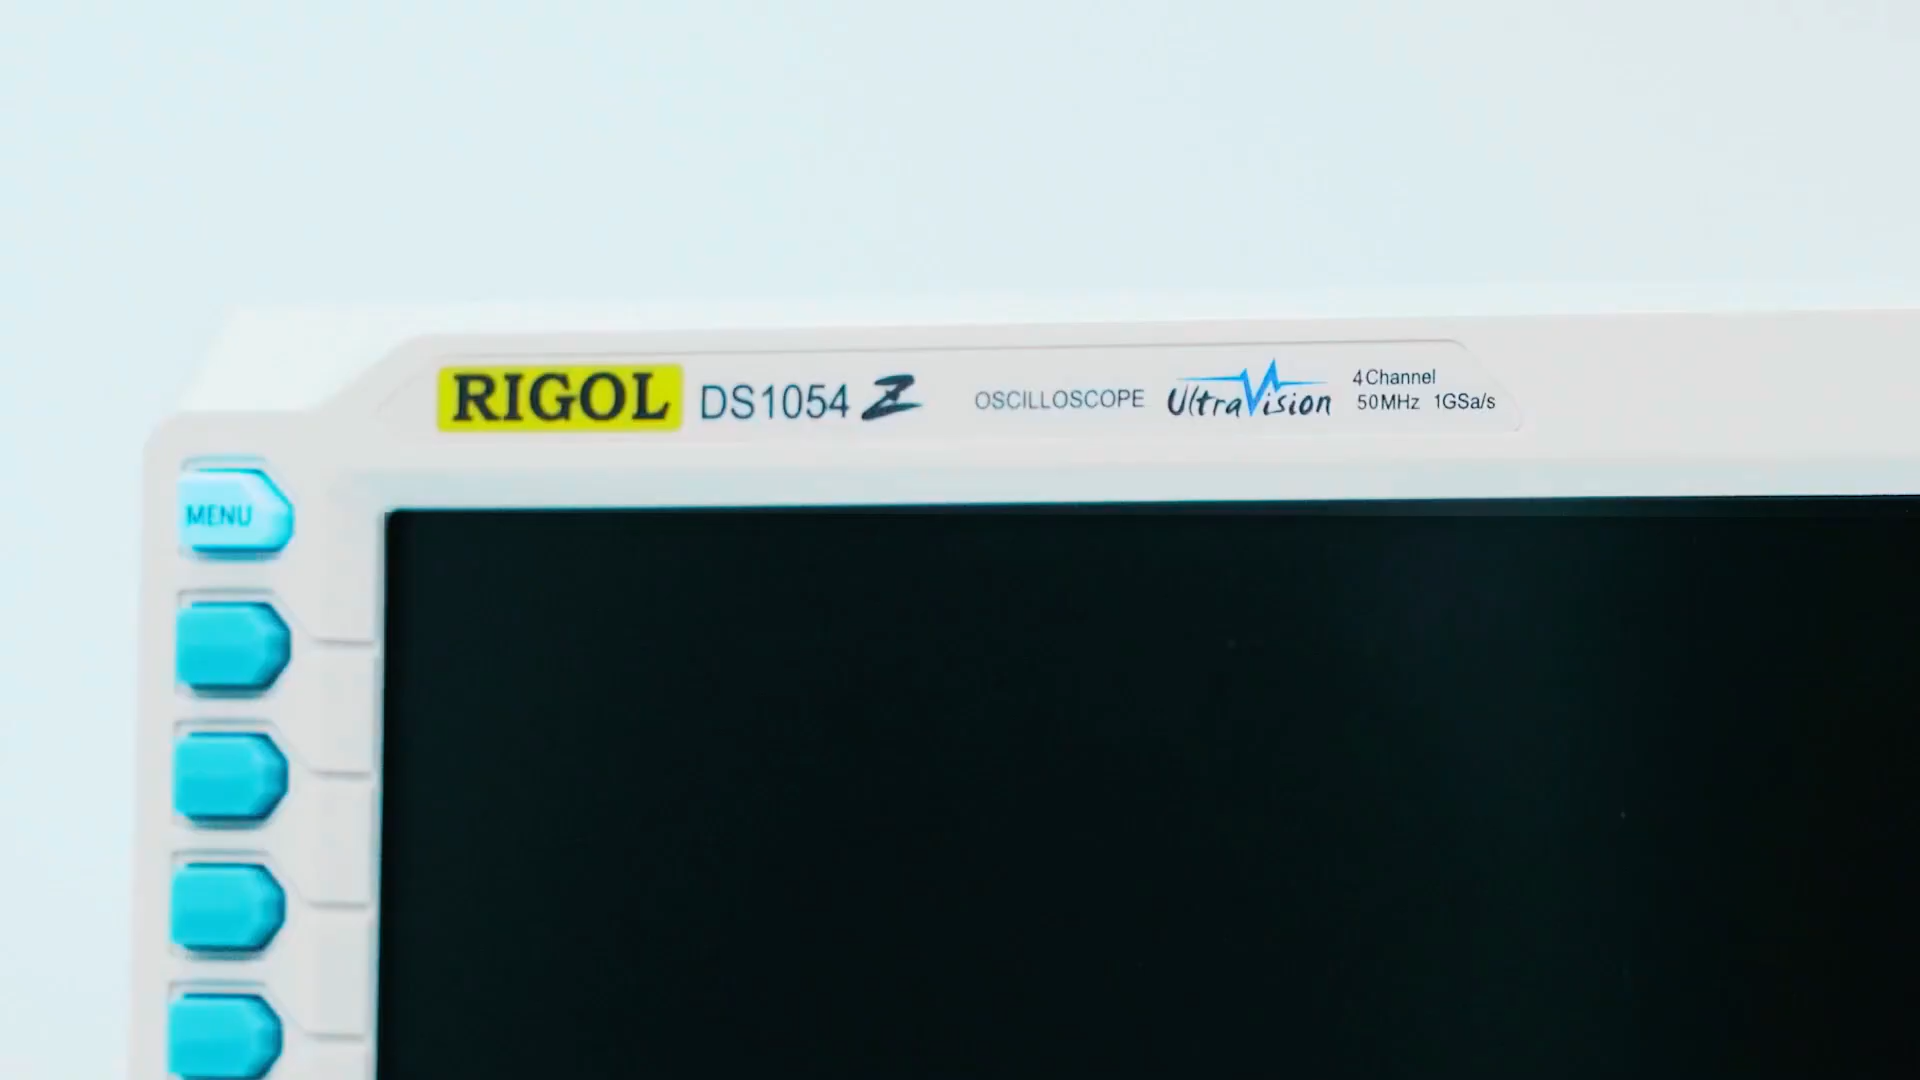 RIGOL DS1054 Z OSCILLOSCOPE UltraVision 4 Channel
50MHz 1GSa/s
MENU